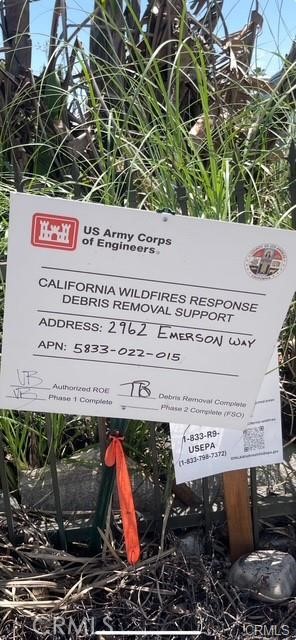 US Army Corps
of Engineers®
CALIFORNIA WILDFIRES RESPONSE
DEBRIS REMOVAL SUPPORT
ADDRESS: 2962 EMERSON WAY
APN: 5833-022-015
VB Authorized ROE TB Debris Removal Complete
VB Phase 1 Complete Phase 2 Complete (FSO)
1-833-R9-
USEPA
(1-833-798-7372)
CRMLS
CRMLS